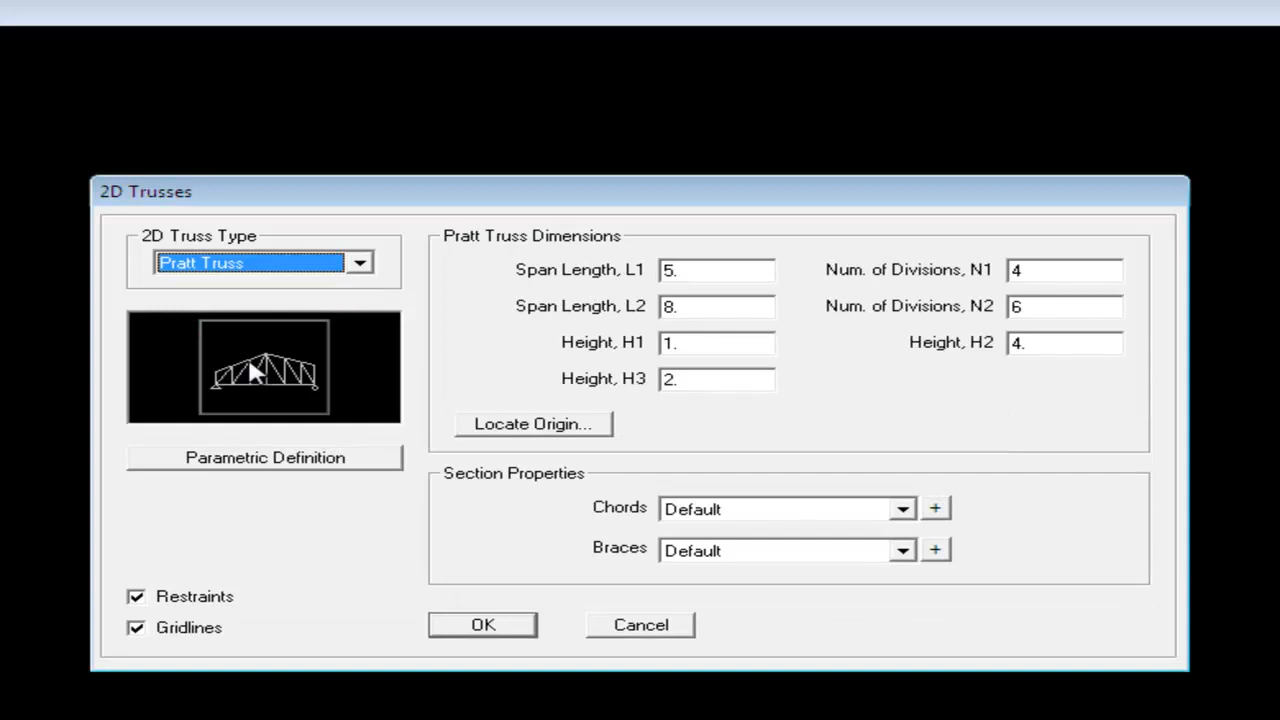 2D Trusses
2D Truss Type
Pratt Truss
Parametric Definition
Restraints
Gridlines
Pratt Truss Dimensions
Span Length, L1 5. Num. of Divisions, N1 4
Span Length, L2 8. Num. of Divisions, N2 6
Height, H1 1. Height, H2 4.
Height, H3 2.
Locate Origin...
Section Properties
Chords Default +
Braces Default +
OK Cancel